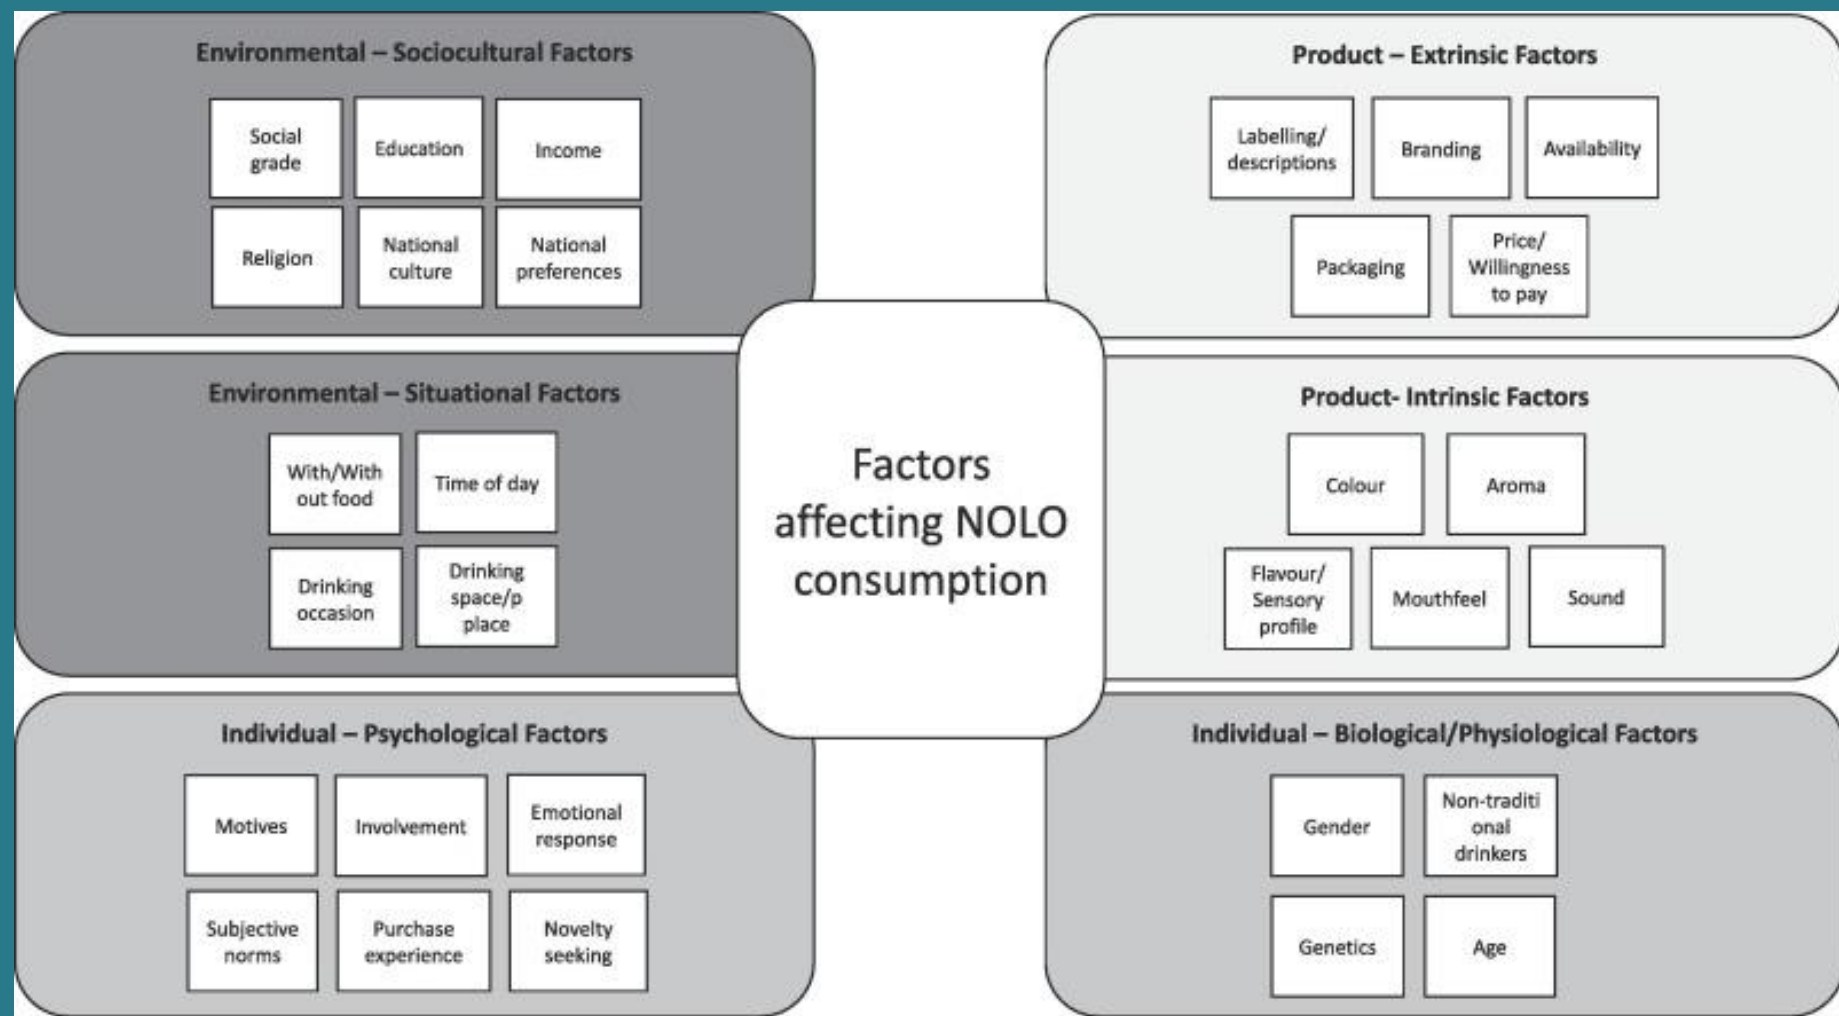 Environmental – Sociocultural Factors
Social
grade
Education
Income
Religion
National
culture
National
preferences
Product – Extrinsic Factors
Labelling/
descriptions
Branding
Availability
Packaging
Price/
Willingness
to pay
Environmental – Situational Factors
With/With
out food
Time of day
Drinking
occasion
Drinking
space/p
place
Factors
affecting NOLO
consumption
Product- Intrinsic Factors
Colour
Aroma
Flavour/
Sensory
profile
Mouthfeel
Sound
Individual – Psychological Factors
Motives
Involvement
Emotional
response
Subjective
norms
Purchase
experience
Novelty
seeking
Individual – Biological/Physiological Factors
Gender
Non-traditi
onal
drinkers
Genetics
Age